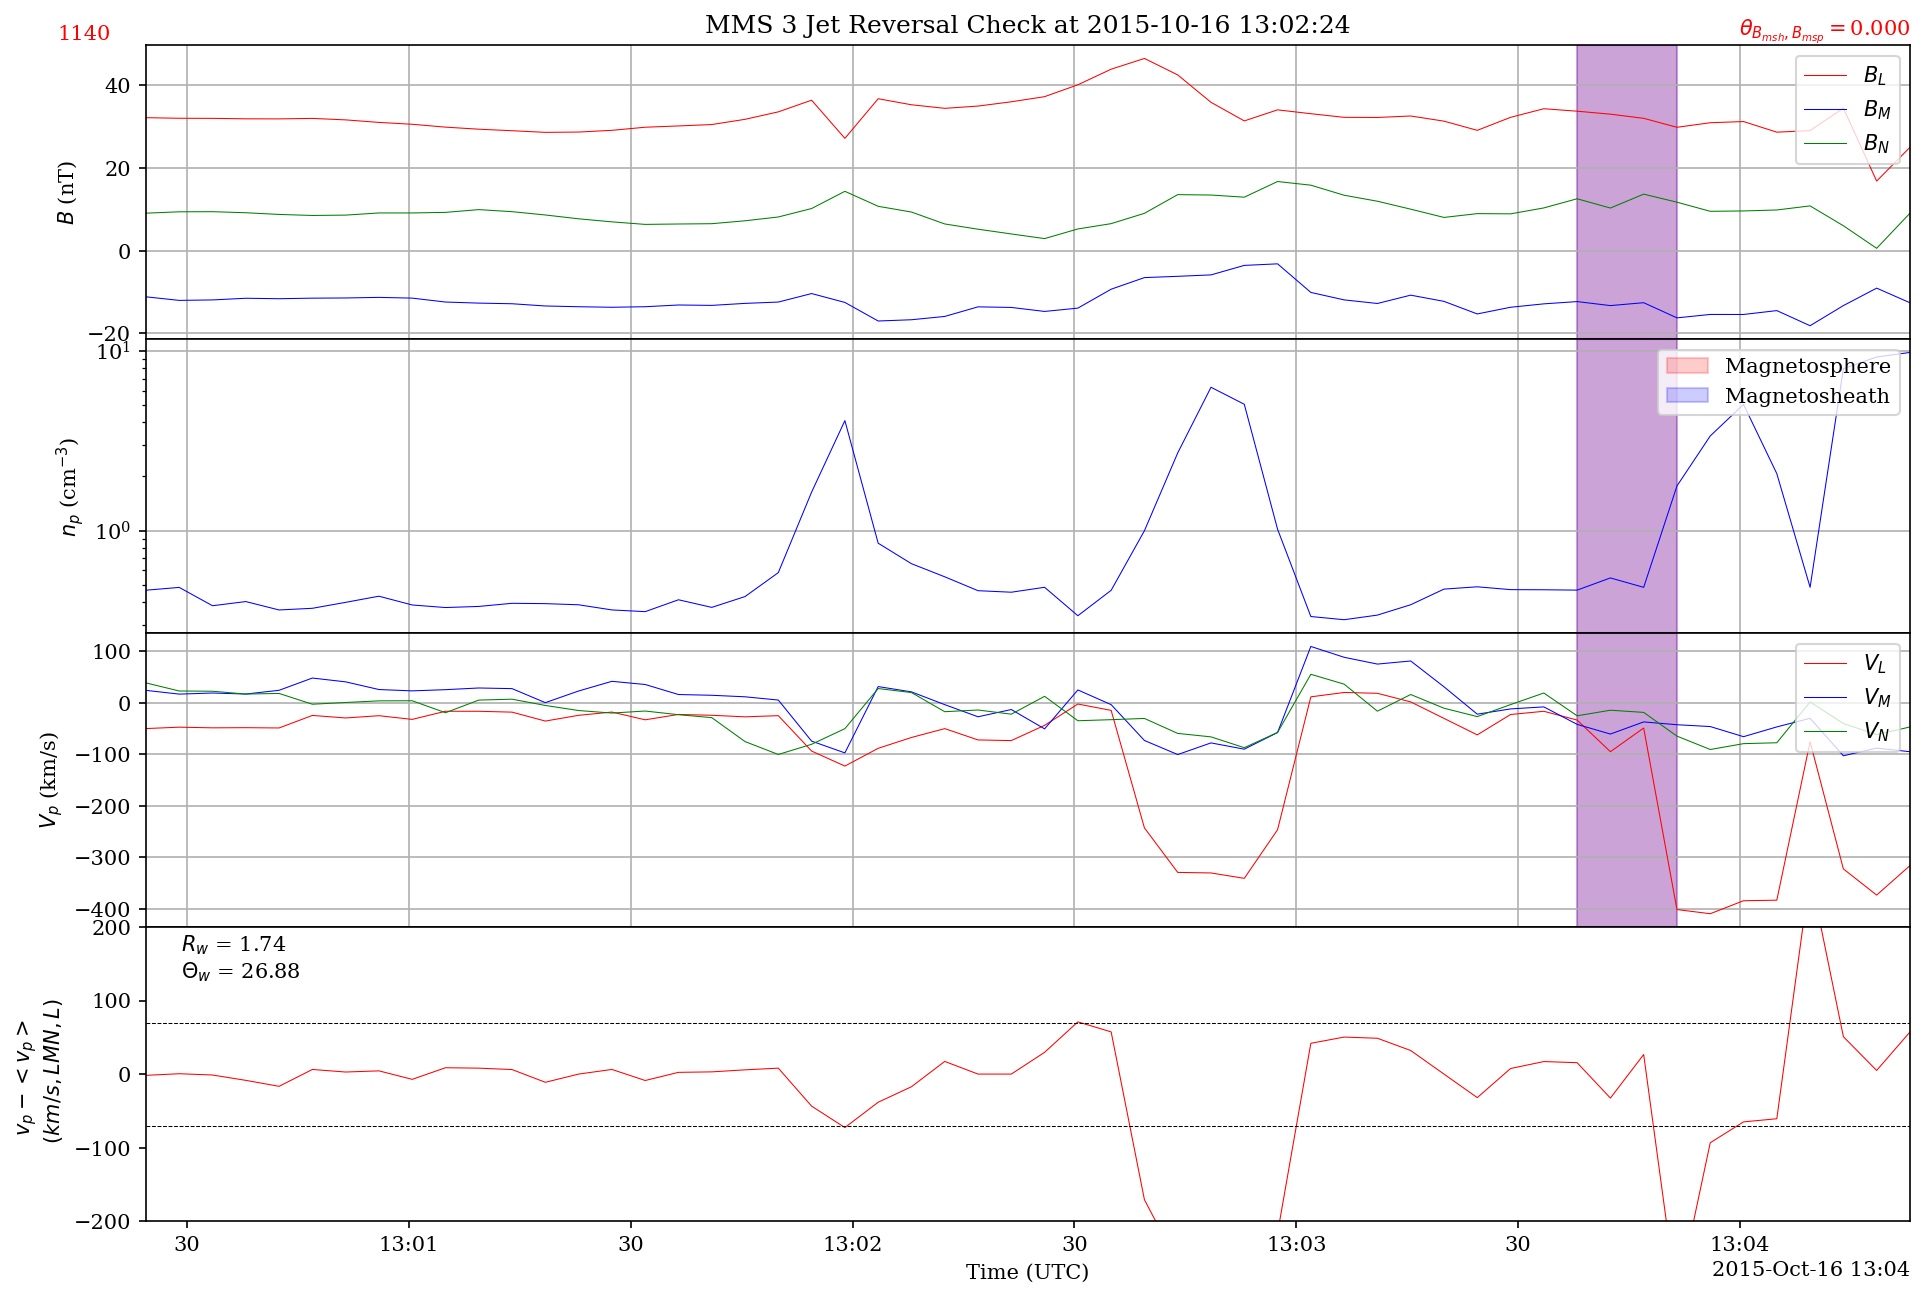 MMS 3 Jet Reversal Check at 2015-10-16 13:02:24
1140
θ_{B_{msh}, B_{msp}} = 0.000
40
20
0
−20
B (nT)
B_L
B_M
B_N
10^1
10^0
n_p (cm^{−3})
Magnetosphere
Magnetosheath
100
0
−100
−200
−300
−400
V_p (km/s)
V_L
V_M
V_N
200
100
0
−100
−200
v_p − < v_p >
(km/s, LMN, L)
R_w = 1.74
Θ_w = 26.88
30 13:01 30 13:02 30 13:03 30 13:04
Time (UTC)
2015-Oct-16 13:04